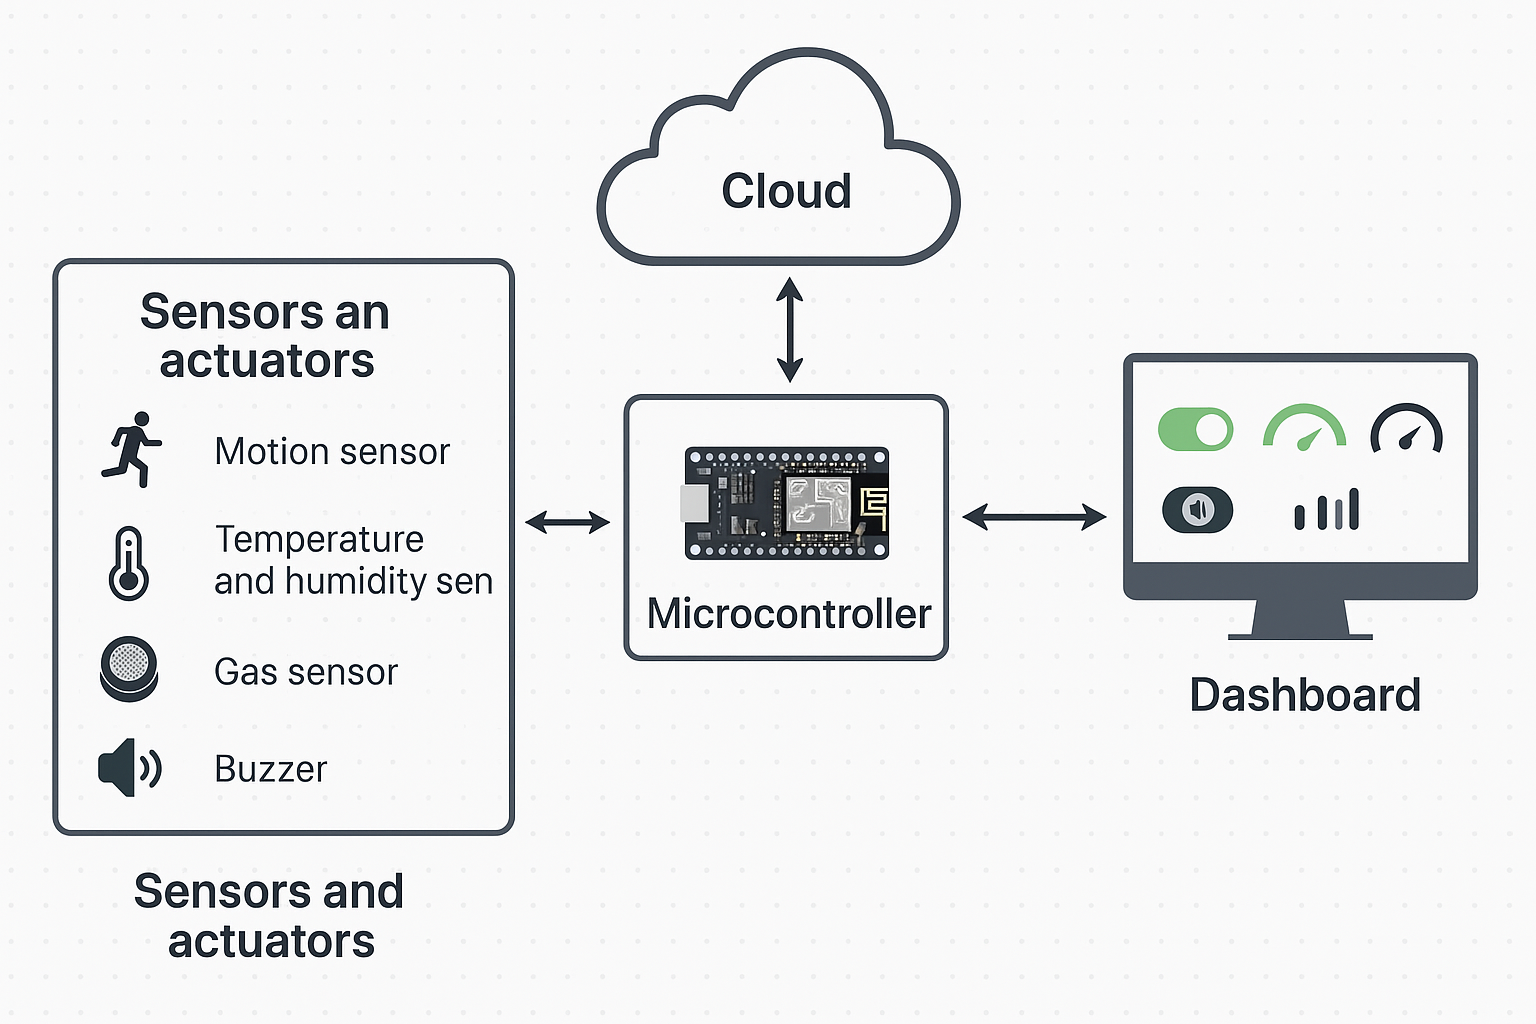 Cloud
Sensors an
actuators
Motion sensor
Temperature
and humidity sen
Gas sensor
Buzzer
Microcontroller
Dashboard
Sensors and
actuators